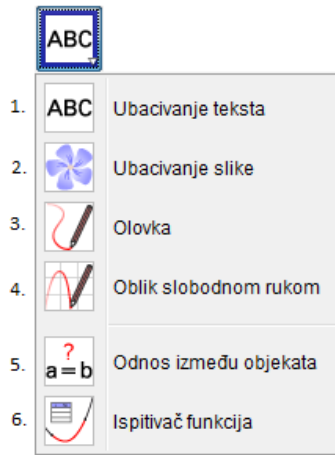 ABC
1. ABC Ubacivanje teksta
2. Ubacivanje slike
3. Olovka
4. Oblik slobodnom rukom
5. ? a=b Odnos između objekata
6. Ispitivač funkcija